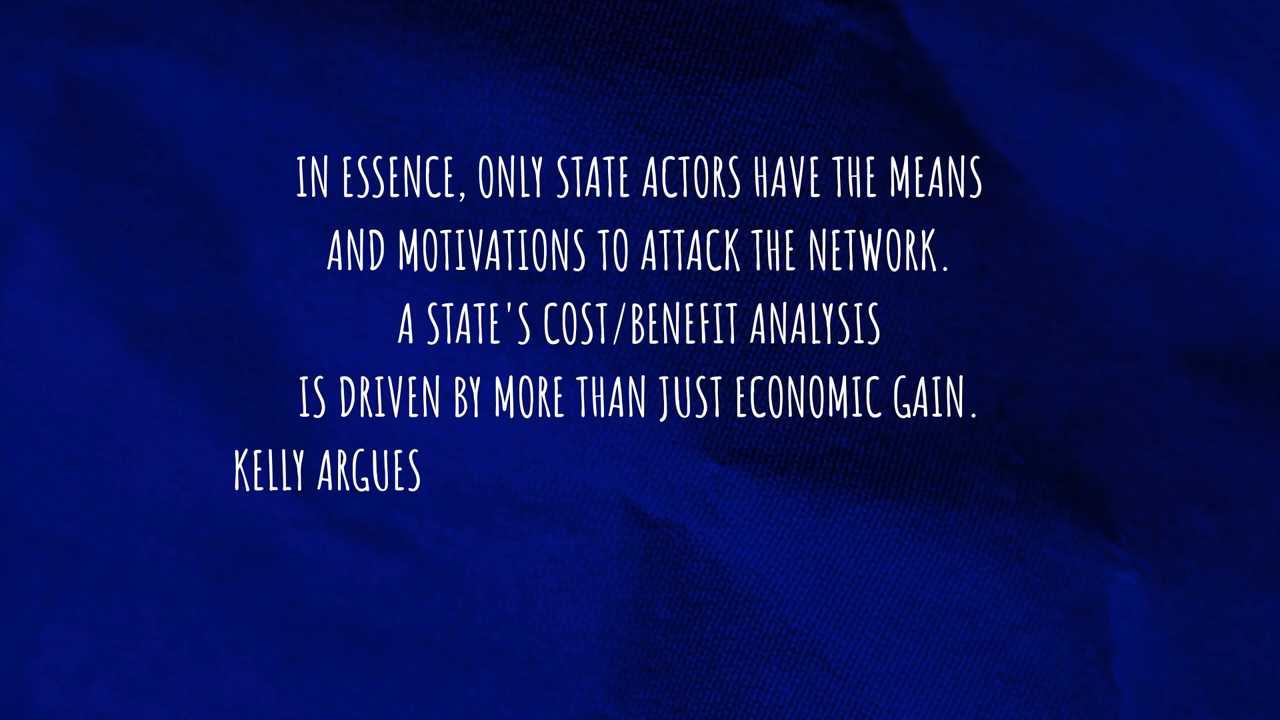 IN ESSENCE, ONLY STATE ACTORS HAVE THE MEANS
AND MOTIVATIONS TO ATTACK THE NETWORK.
A STATE'S COST/BENEFIT ANALYSIS
IS DRIVEN BY MORE THAN JUST ECONOMIC GAIN.
KELLY ARGUES